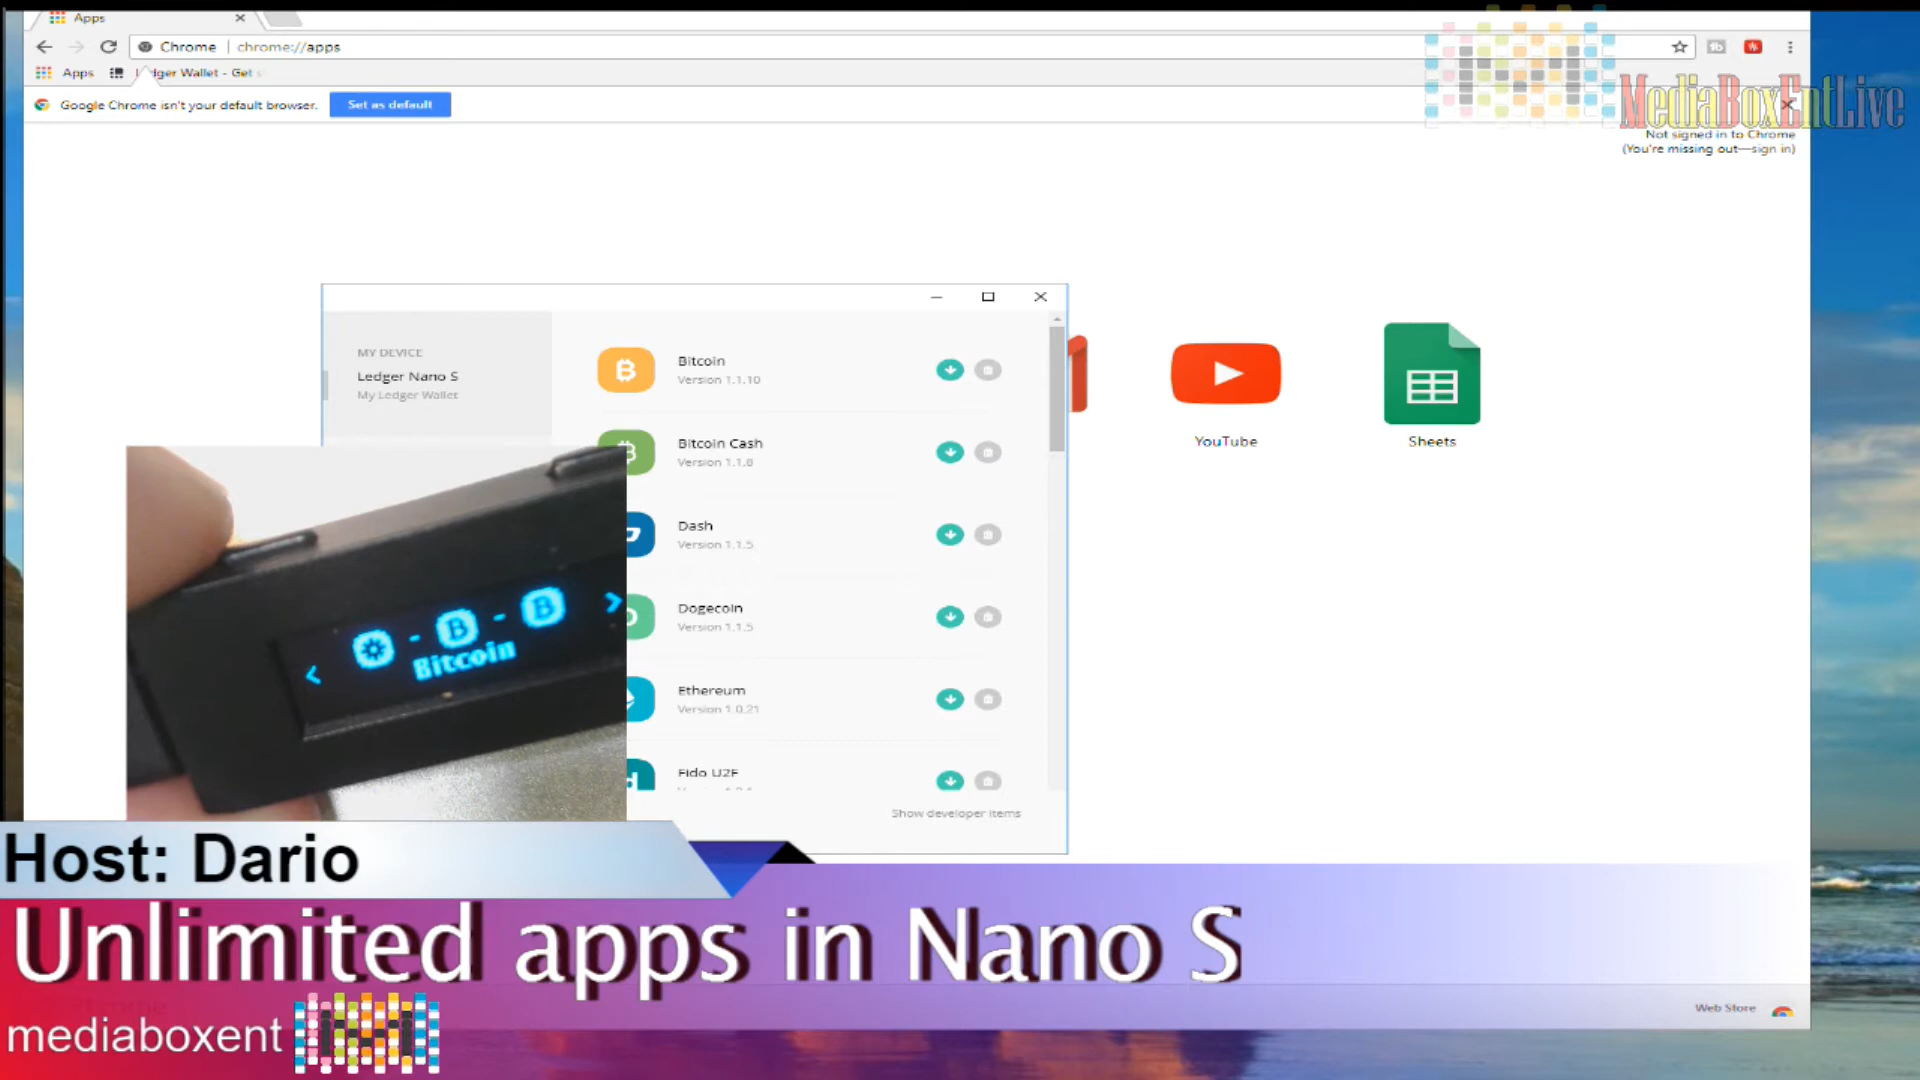 Apps
Chrome | chrome://apps
Apps
dger Wallet - Get s
Google Chrome isn't your default browser.
Set as default
MediaBoxEntLive
Not signed in to Chrome
(You're missing out—sign in)
MY DEVICE
Ledger Nano S
My Ledger Wallet
Bitcoin
Version 1.1.10
Bitcoin Cash
Version 1.1.8
Dash
Version 1.1.5
Dogecoin
Version 1.1.5
Ethereum
Version 1.0.21
Fido U2F
Show developer items
YouTube
Sheets
Bitcoin
Host: Dario
Unlimited apps in Nano S
mediaboxent
Web Store